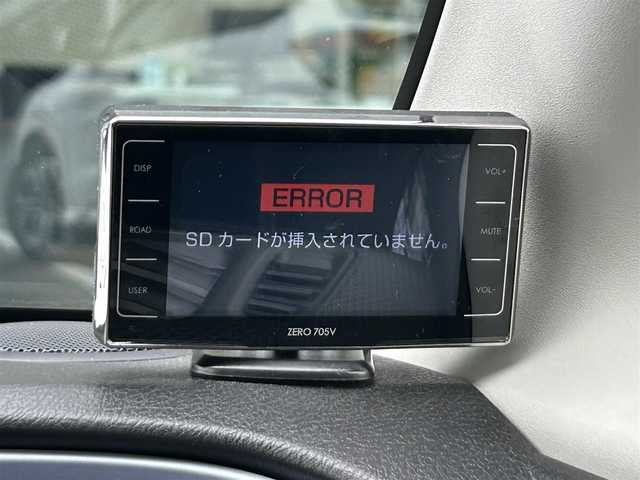 ERROR
SDカードが挿入されていません。
DISP
ROAD
USER
VOL+
MUTE
VOL-
ZERO 705V